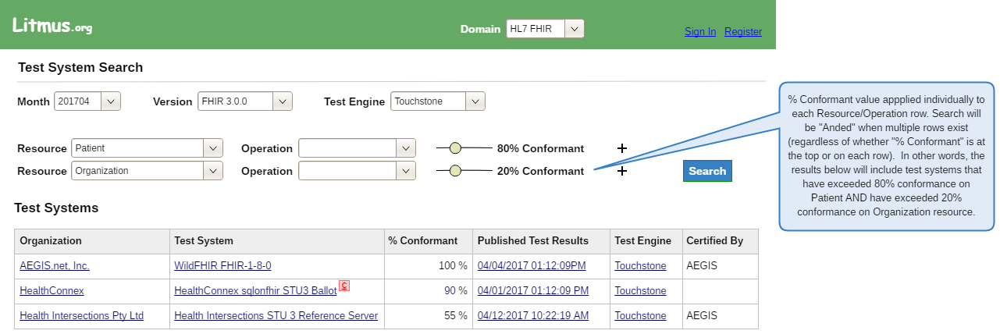 Litmus.org
Domain HL7 FHIR
Sign In Register
Test System Search
Month 201704 Version FHIR 3.0.0 Test Engine Touchstone
Resource Patient Operation 80% Conformant +
Resource Organization Operation 20% Conformant +
Search
% Conformant value appplied individually to
each Resource/Operation row. Search will
be "Anded" when multiple rows exist
(regardless of whether "% Conformant" is at
the top or on each row). In other words, the
results below will include test systems that
have exceeded 80% conformance on
Patient AND have exceeded 20%
conformance on Organization resource.
Test Systems
Organization Test System % Conformant Published Test Results Test Engine Certified By
AEGIS.net, Inc. WildFHIR FHIR-1-8-0 100 % 04/04/2017 01:12:09PM Touchstone AEGIS
HealthConnex HealthConnex sqlonfhir STU3 Ballot C 90 % 04/01/2017 01:12:09 PM Touchstone
Health Intersections Pty Ltd Health Intersections STU 3 Reference Server 55 % 04/12:2017 10:22:19 AM Touchstone AEGIS